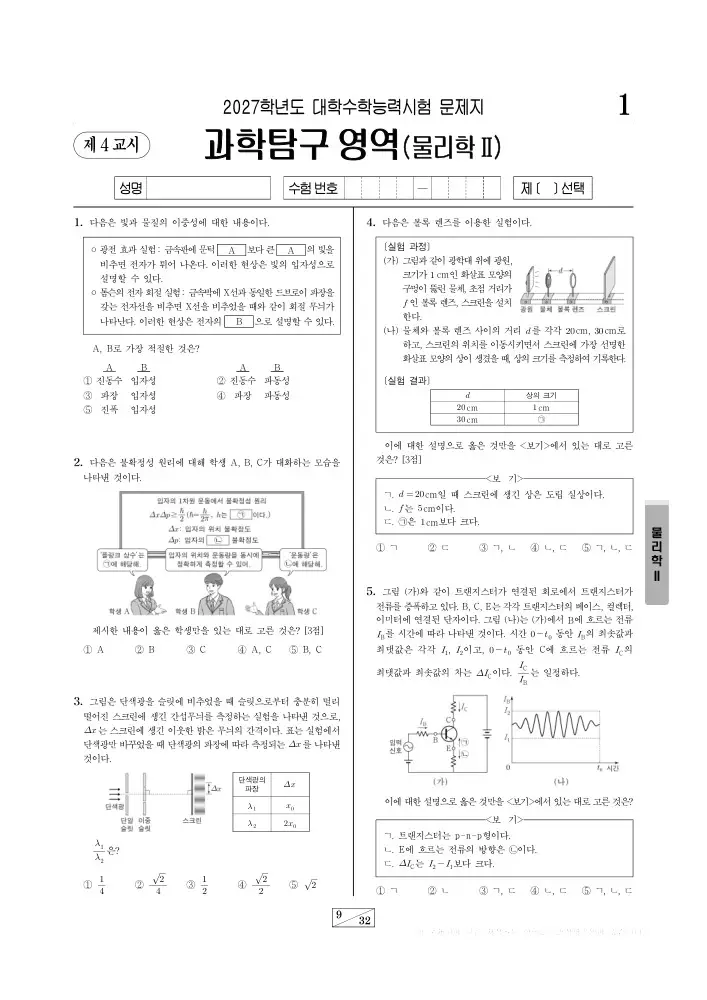 2027학년도 대학수학능력시험 문제지
1
제 4 교시
과학탐구 영역(물리학Ⅱ)
성명
수험 번호
—
제 ( ) 선택
1. 다음은 빛과 물질의 이중성에 대한 내용이다.
○ 광전 효과 실험: 금속판에 문턱 A 보다 큰 A 의 빛을
비추면 전자가 튀어 나온다. 이러한 현상은 빛의 입자성으로
설명할 수 있다.
○ 톰슨의 전자 회절 실험: 금속박에 X선과 동일한 드브로이 파장을
갖는 전자선을 비추면 X선을 비추었을 때와 같이 회절 무늬가
나타난다. 이러한 현상은 전자의 B 으로 설명할 수 있다.
A, B로 가장 적절한 것은?
A B A B
① 진동수 입자성 ② 진동수 파동성
③ 파장 입자성 ④ 파장 파동성
⑤ 진폭 입자성
2. 다음은 불확정성 원리에 대해 학생 A, B, C가 대화하는 모습을
나타낸 것이다.
입자의 1차원 운동에서 불확정성 원리
ΔxΔp≥ℏ/2 (ℏ=h/2π, h는 ㉠ 이다.)
Δx: 입자의 위치 불확정도
Δp: 입자의 ㉡ 불확정도
'플랑크 상수'는
㉠에 해당해.
입자의 위치와 운동량을 동시에
정확하게 측정할 수 있어.
'운동량'은
㉡에 해당해.
학생 A 학생 B 학생 C
제시한 내용이 옳은 학생만을 있는 대로 고른 것은? [3점]
① A ② B ③ C ④ A, C ⑤ B, C
3. 그림은 단색광을 슬릿에 비추었을 때 슬릿으로부터 충분히 멀리
떨어진 스크린에 생긴 간섭무늬를 측정하는 실험을 나타낸 것으로,
Δx는 스크린에 생긴 이웃한 밝은 무늬의 간격이다. 표는 실험에서
단색광만 바꾸었을 때 단색광의 파장에 따라 측정되는 Δx를 나타낸
것이다.
단색광
단일
슬릿
이중
슬릿
스크린
Δx
단색광의
파장 Δx
λ₁ x₀
λ₂ 2x₀
λ₁/λ₂은?
① 1/4 ② √2/4 ③ 1/2 ④ √2/2 ⑤ √2
4. 다음은 볼록 렌즈를 이용한 실험이다.
[실험 과정]
(가) 그림과 같이 광학대 위에 광원,
크기가 1 cm인 화살표 모양의
구멍이 뚫린 물체, 초점 거리가
f인 볼록 렌즈, 스크린을 설치
한다.
d
광원 물체 볼록 렌즈 스크린
(나) 물체와 볼록 렌즈 사이의 거리 d를 각각 20 cm, 30 cm로
하고, 스크린의 위치를 이동시키면서 스크린에 가장 선명한
화살표 모양의 상이 생겼을 때, 상의 크기를 측정하여 기록한다.
[실험 결과]
d 상의 크기
20 cm 1 cm
30 cm ㉠
이에 대한 설명으로 옳은 것만을 <보기>에서 있는 대로 고른
것은? [3점]
<보 기>
ㄱ. d=20 cm일 때 스크린에 생긴 상은 도립 실상이다.
ㄴ. f는 5 cm이다.
ㄷ. ㉠은 1 cm보다 크다.
① ㄱ ② ㄷ ③ ㄱ, ㄴ ④ ㄴ, ㄷ ⑤ ㄱ, ㄴ, ㄷ
5. 그림 (가)와 같이 트랜지스터가 연결된 회로에서 트랜지스터가
전류를 증폭하고 있다. B, C, E는 각각 트랜지스터의 베이스, 컬렉터,
이미터에 연결된 단자이다. 그림 (나)는 (가)에서 B에 흐르는 전류
I_B를 시간에 따라 나타낸 것이다. 시간 0~t₀ 동안 I_B의 최솟값과
최댓값은 각각 I₁, I₂이고, 0~t₀ 동안 C에 흐르는 전류 I_C의
최댓값과 최솟값의 차는 ΔI_C이다. I_C/I_B는 일정하다.
입력
신호
I_B
B
C
E
I_C
㉠
㉡
(가)
I_B
I₂
I₁
0
t₀ 시간
(나)
이에 대한 설명으로 옳은 것만을 <보기>에서 있는 대로 고른 것은?
<보 기>
ㄱ. 트랜지스터는 p-n-p형이다.
ㄴ. E에 흐르는 전류의 방향은 ㉡이다.
ㄷ. ΔI_C는 I₂-I₁보다 크다.
① ㄱ ② ㄴ ③ ㄱ, ㄷ ④ ㄴ, ㄷ ⑤ ㄱ, ㄴ, ㄷ
물리학Ⅱ
9
32